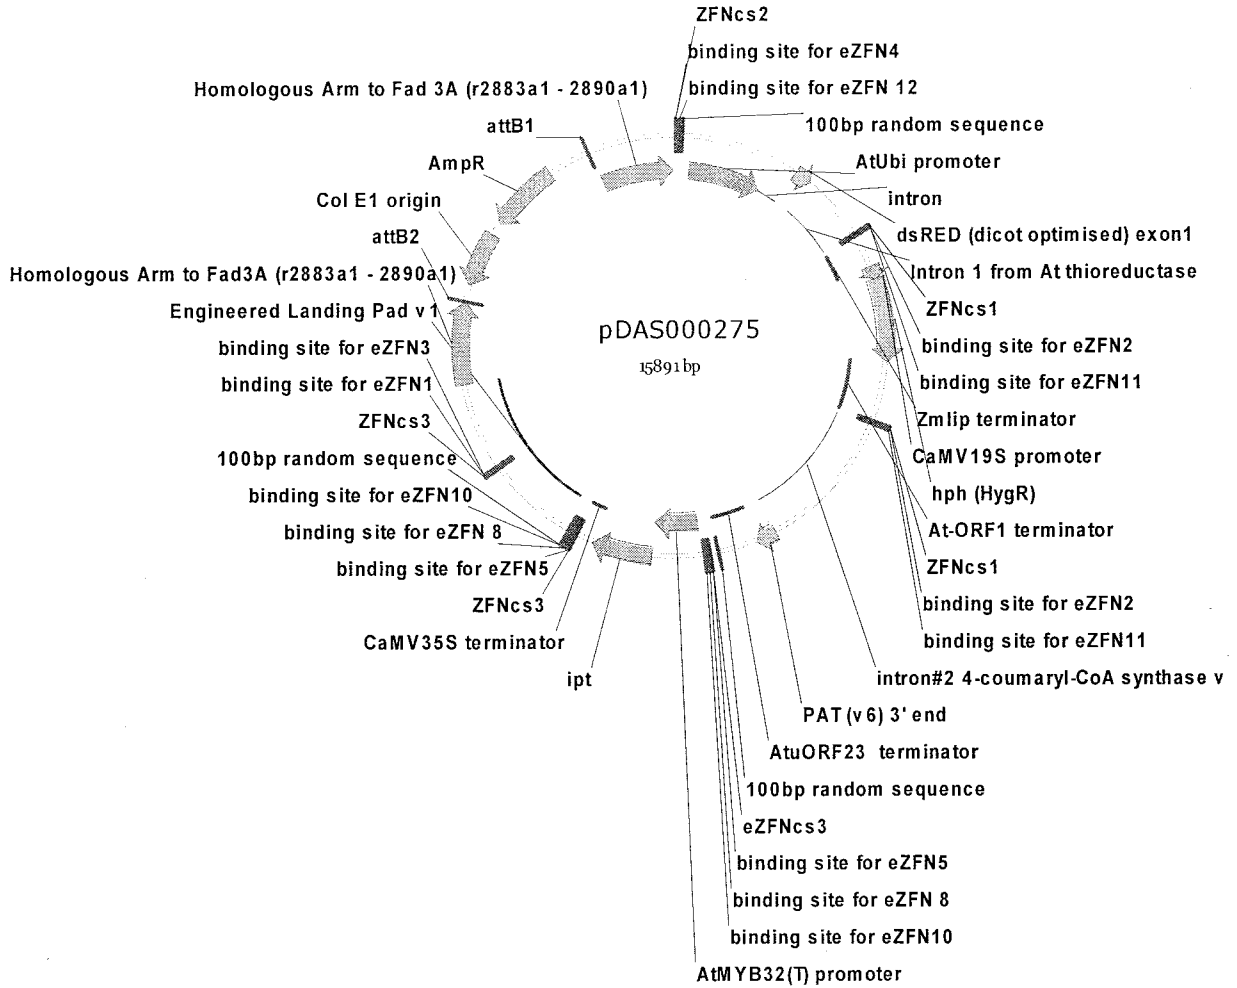 ZFNcs2
binding site for eZFN4
Homologous Arm to Fad 3A (r2883a1 - 2890a1)
binding site for eZFN 12
attB1
100bp random sequence
AmpR
AtUbi promoter
Col E1 origin
intron
attB2
dsRED (dicot optimised) exon1
Homologous Arm to Fad3A (r2883a1 - 2890a1)
Intron 1 from At thioreductase
Engineered Landing Pad v1
ZFNcs1
pDAS000275
15891bp
binding site for eZFN3
binding site for eZFN2
binding site for eZFN1
binding site for eZFN11
ZFNcs3
Zmlip terminator
100bp random sequence
CaMV19S promoter
binding site for eZFN10
hph (HygR)
binding site for eZFN 8
At-ORF1 terminator
binding site for eZFN5
ZFNcs1
ZFNcs3
binding site for eZFN2
CaMV35S terminator
binding site for eZFN11
ipt
intron#2 4-coumaryl-CoA synthase v
PAT (v6) 3' end
AtuORF23 terminator
100bp random sequence
eZFNcs3
binding site for eZFN5
binding site for eZFN 8
binding site for eZFN10
AtMYB32(T) promoter